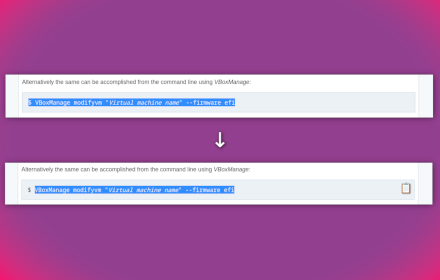 Alternatively the same can be accomplished from the command line using VBoxManage:
$ VBoxManage modifyvm "Virtual machine name" --firmware efi
Alternatively the same can be accomplished from the command line using VBoxManage:
$ VBoxManage modifyvm "Virtual machine name" --firmware efi